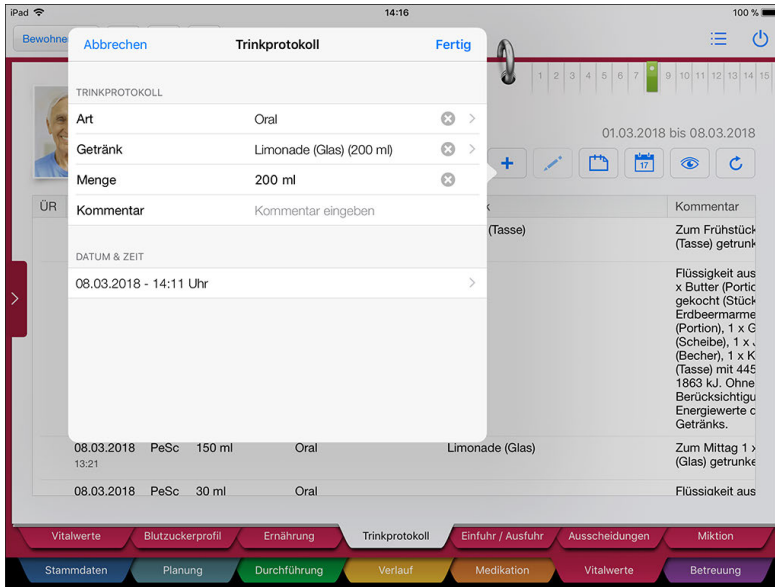 iPad 14:16 100 %
Bewohne
Abbrechen Trinkprotokoll Fertig
1 2 3 4 5 6 7 9 10 11 12 13 14 15
TRINKPROTOKOLL
Art Oral
Getränk Limonade (Glas) (200 ml)
Menge 200 ml
Kommentar Kommentar eingeben
DATUM & ZEIT
08.03.2018 - 14:11 Uhr
01.03.2018 bis 08.03.2018
17
ÜR Kommentar
(Tasse) Zum Frühstück
(Tasse) getrunk
Flüssigkeit aus
x Butter (Portic
gekocht (Stück
Erdbeermarme
(Portion), 1 x G
(Scheibe), 1 x
(Becher), 1 x K
(Tasse) mit 445
1863 kJ. Ohne
Berücksichtigu
Energiewerte
Getränks.
08.03.2018 PeSc 150 ml Oral Limonade (Glas) Zum Mittag 1 x
13:21 (Glas) getrunke
08.03.2018 PeSc 30 ml Oral Flüssigkeit aus
Vitalwerte Blutzuckerprofil Ernährung Trinkprotokoll Einfuhr / Ausfuhr Ausscheidungen Miktion
Stammdaten Planung Durchführung Verlauf Medikation Vitalwerte Betreuung